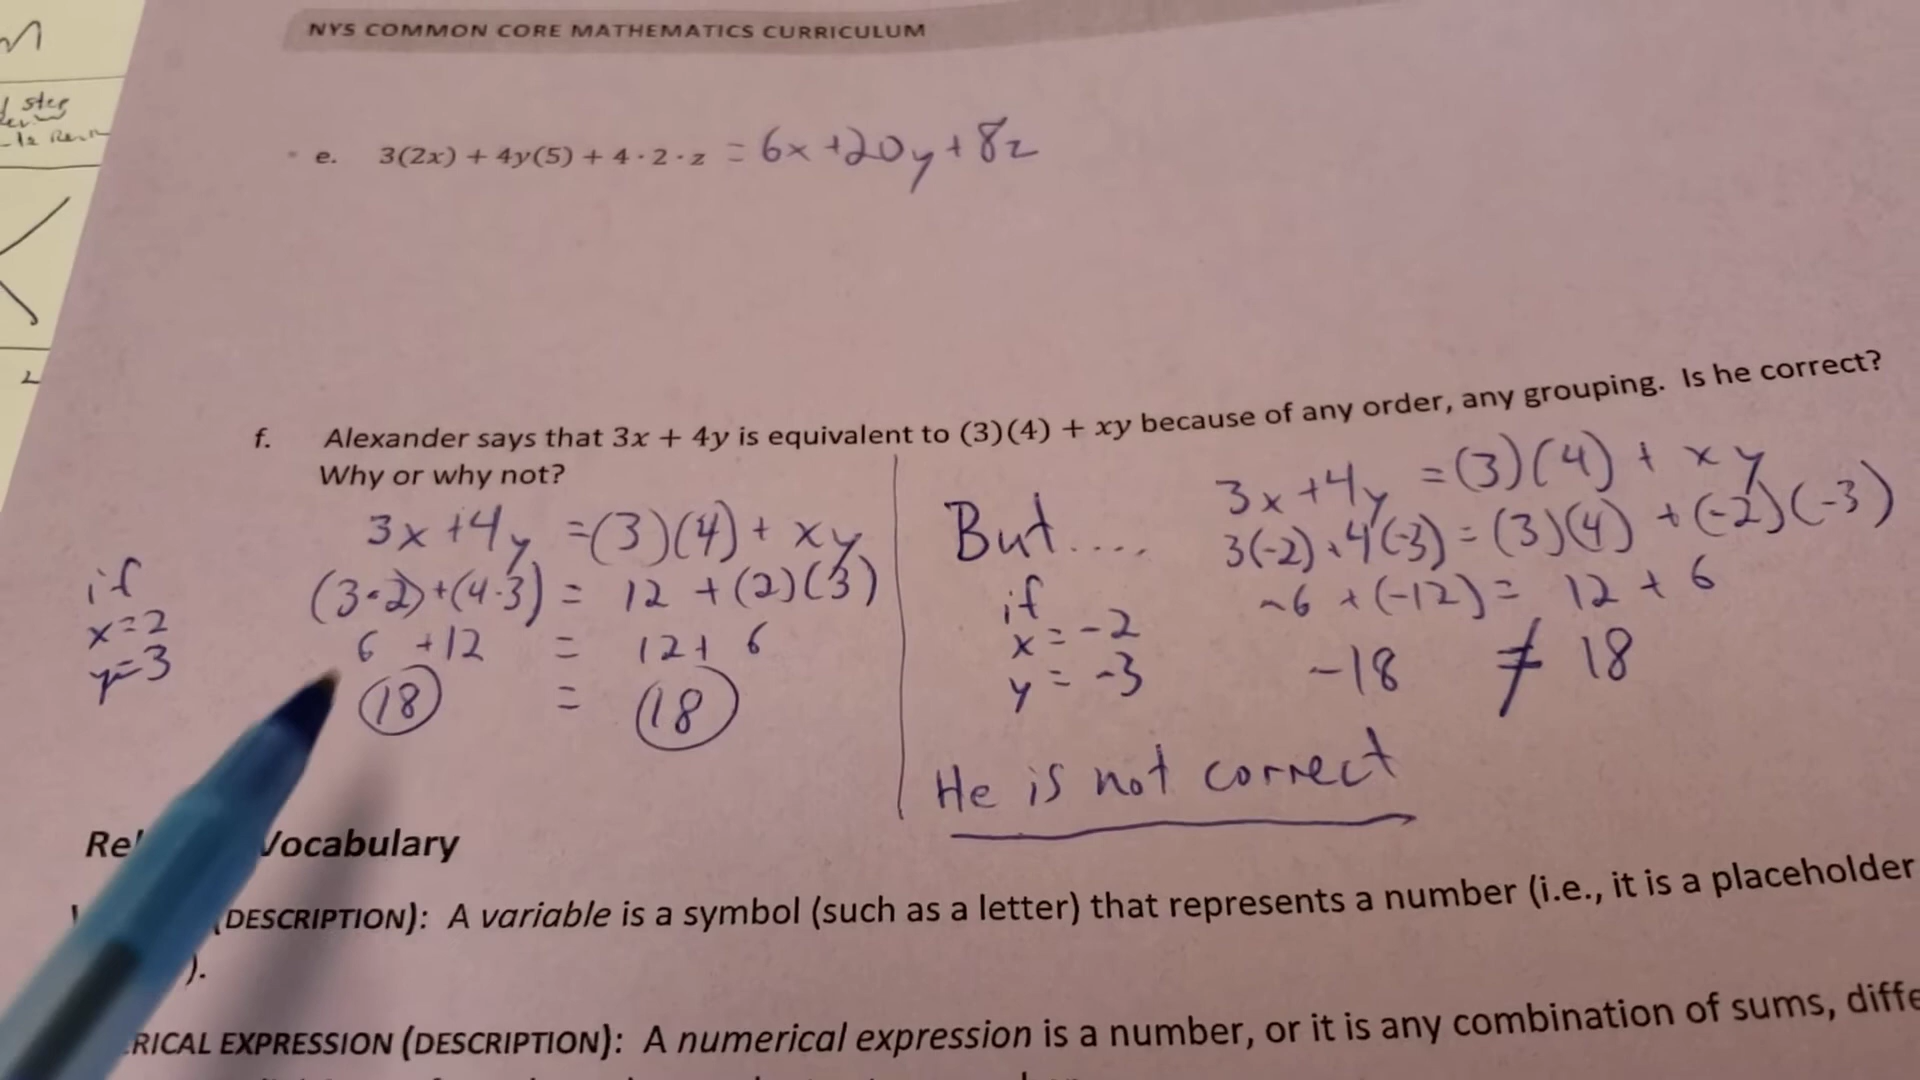 NYS COMMON CORE MATHEMATICS CURRICULUM
step
e. 3(2x) + 4y(5) + 4 · 2 · z = 6x + 20y + 8z
f. Alexander says that 3x + 4y is equivalent to (3)(4) + xy because of any order, any grouping. Is he correct?
Why or why not?
if
x=2
y=3
3x + 4y = (3)(4) + xy
(3·2)+(4·3) = 12 + (2)(3)
6 + 12 = 12 + 6
18 = 18
But....
if
x = -2
y = -3
3x + 4y = (3)(4) + xy
3(-2)+4(-3) = (3)(4) + (-2)(-3)
-6 + (-12) = 12 + 6
-18 ≠ 18
He is not correct
Vocabulary
(DESCRIPTION): A variable is a symbol (such as a letter) that represents a number (i.e., it is a placeholder
).
RICAL EXPRESSION (DESCRIPTION): A numerical expression is a number, or it is any combination of sums, diffe